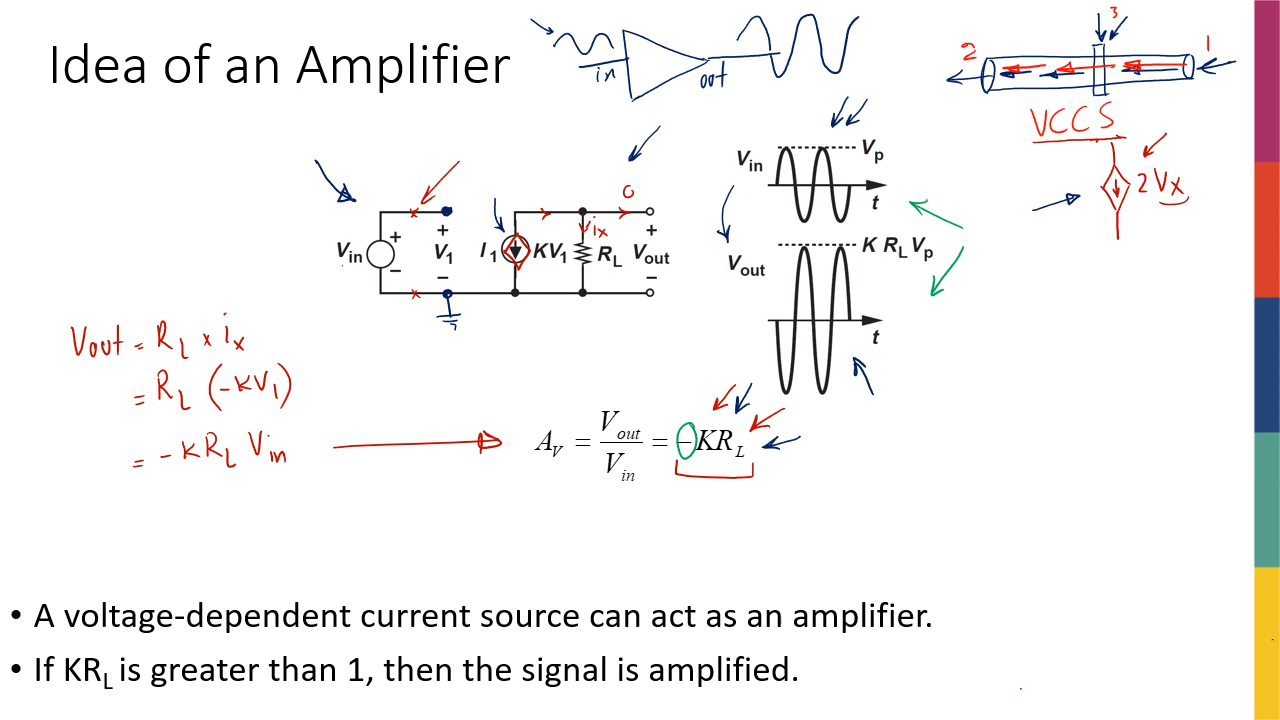 Idea of an Amplifier
in
out
2
3
1
VCCS
2Vx
Vin
Vp
t
Vout
K RL Vp
t
Vin
+
−
+
V1
−
I1
KV1
ix
RL
0
+
Vout
−
Vout = RL × ix
= RL (-KV1)
= - KRL Vin
AV = Vout / Vin = −KRL
• A voltage-dependent current source can act as an amplifier.
• If KRL is greater than 1, then the signal is amplified.